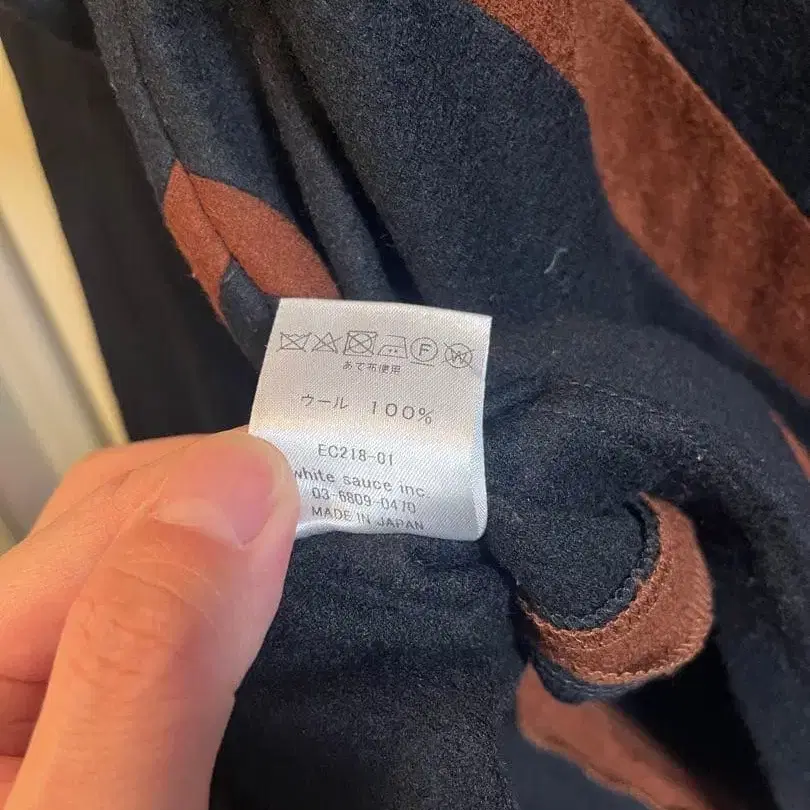 F W
あて布使用
ウール 100%
EC218-01
white sauce inc.
03-6809-0470
MADE IN JAPAN